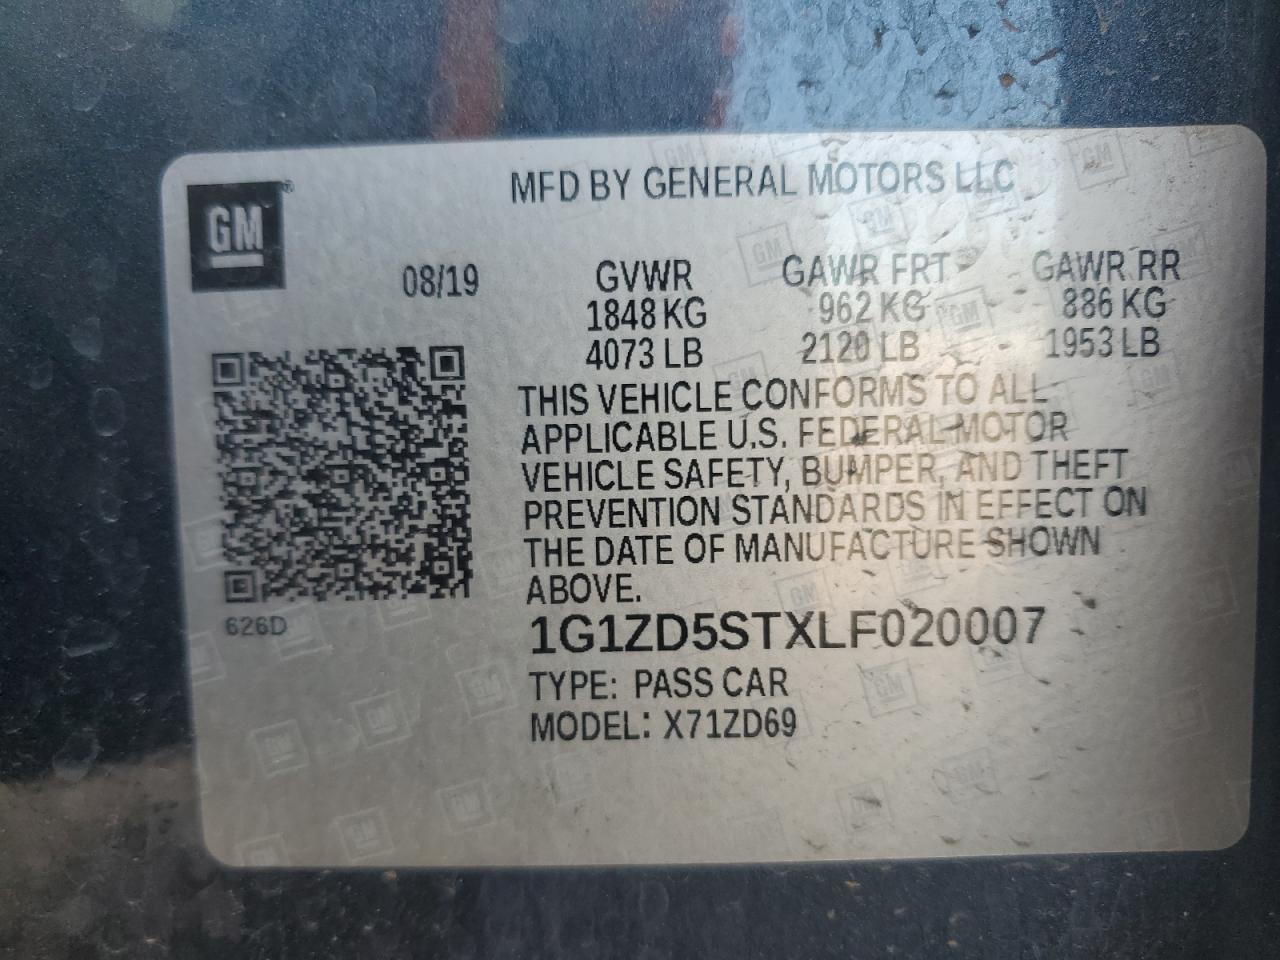 MFD BY GENERAL MOTORS LLC
GM
08/19
GVWR GAWR FRT GAWR RR
1848 KG 962 KG 886 KG
4073 LB 2120 LB 1953 LB
THIS VEHICLE CONFORMS TO ALL
APPLICABLE U.S. FEDERAL MOTOR
VEHICLE SAFETY, BUMPER, AND THEFT
PREVENTION STANDARDS IN EFFECT ON
THE DATE OF MANUFACTURE SHOWN
ABOVE.
626D
1G1ZD5STXLF020007
TYPE: PASS CAR
MODEL: X71ZD69